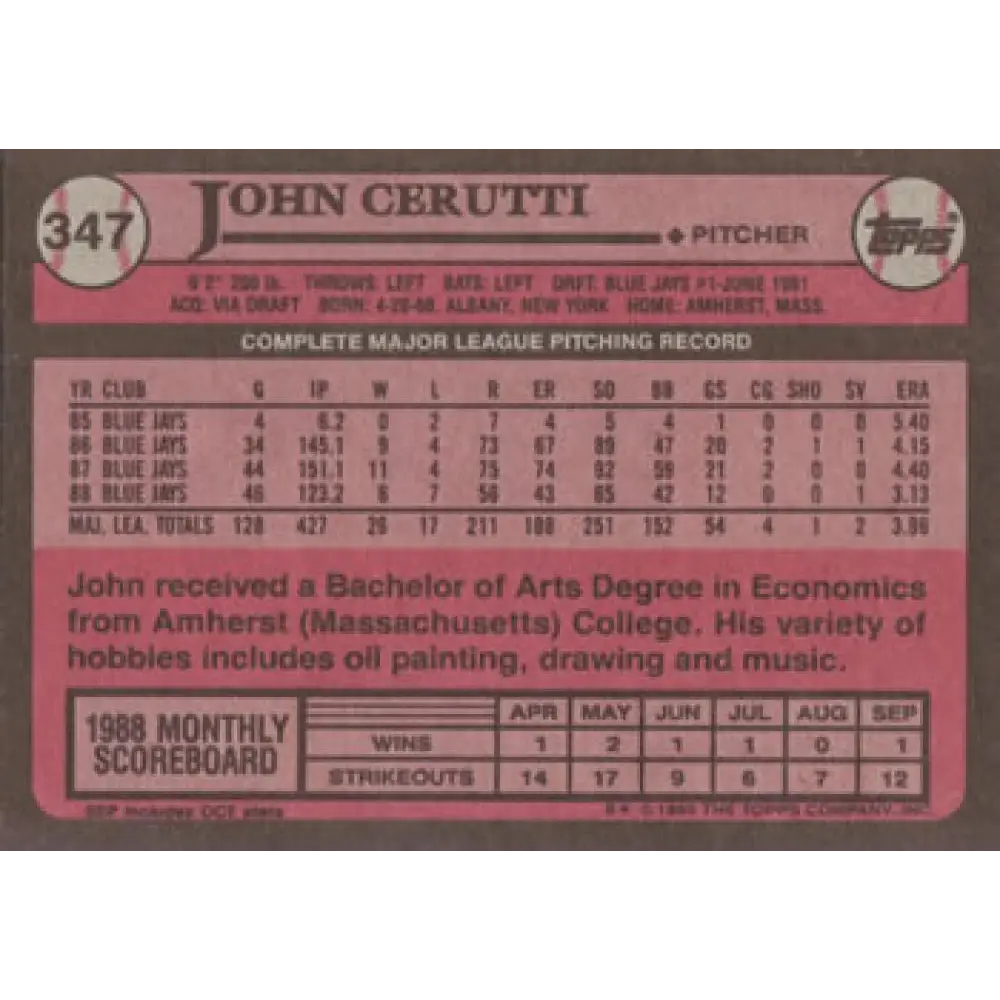 347
JOHN CERUTTI
◆ PITCHER
TOPPS
6'2" 200 lb. THROWS: LEFT BATS: LEFT DRFT: BLUE JAYS #1-JUNE 1981
ACQ: VIA DRAFT BORN: 4-28-60, ALBANY, NEW YORK HOME: AMHERST, MASS.
COMPLETE MAJOR LEAGUE PITCHING RECORD
YR CLUB G IP W L R ER SO BB GS CG SHO SV ERA
85 BLUE JAYS 4 6.2 0 2 7 4 5 4 1 0 0 0 5.40
86 BLUE JAYS 34 145.1 9 4 73 67 89 47 20 2 1 1 4.15
87 BLUE JAYS 44 151.1 11 4 75 74 92 59 21 2 0 0 4.40
88 BLUE JAYS 46 123.2 6 7 56 43 65 42 12 0 0 1 3.13
MAJ. LEA. TOTALS 128 427 26 17 211 188 251 152 54 4 1 2 3.96
John received a Bachelor of Arts Degree in Economics
from Amherst (Massachusetts) College. His variety of
hobbies includes oil painting, drawing and music.
1988 MONTHLY
SCOREBOARD
APR MAY JUN JUL AUG SEP
WINS 1 2 1 1 0 1
STRIKEOUTS 14 17 9 6 7 12
SEP includes OCT stats
© 1989 THE TOPPS COMPANY, INC.